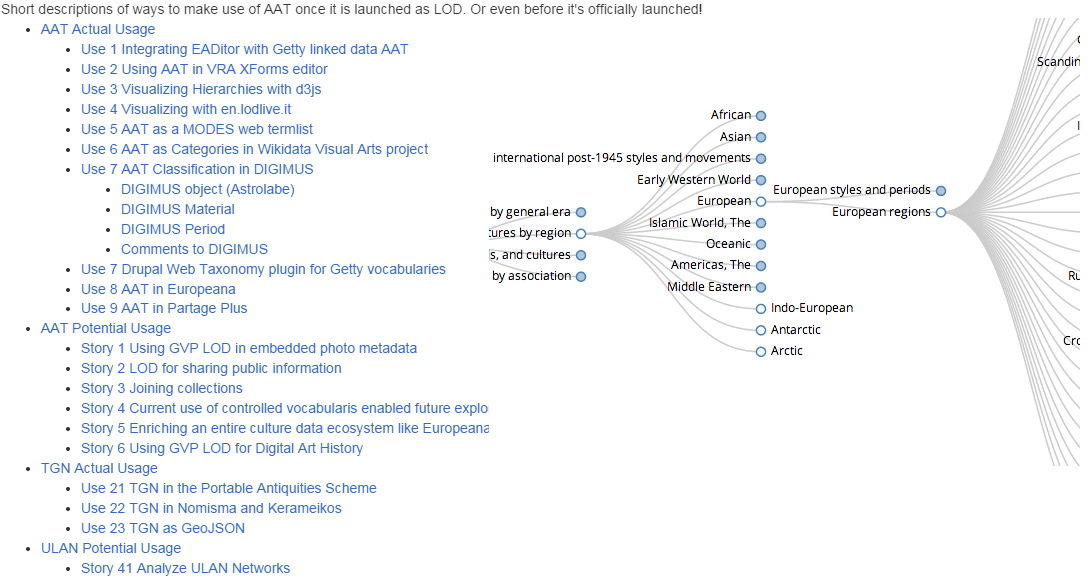 Short descriptions of ways to make use of AAT once it is launched as LOD. Or even before it's officially launched!
AAT Actual Usage
Use 1 Integrating EADitor with Getty linked data AAT
Use 2 Using AAT in VRA XForms editor
Use 3 Visualizing Hierarchies with d3js
Use 4 Visualizing with en.lodlive.it
Use 5 AAT as a MODES web termlist
Use 6 AAT as Categories in Wikidata Visual Arts project
Use 7 AAT Classification in DIGIMUS
DIGIMUS object (Astrolabe)
DIGIMUS Material
DIGIMUS Period
Comments to DIGIMUS
Use 7 Drupal Web Taxonomy plugin for Getty vocabularies
Use 8 AAT in Europeana
Use 9 AAT in Partage Plus
AAT Potential Usage
Story 1 Using GVP LOD in embedded photo metadata
Story 2 LOD for sharing public information
Story 3 Joining collections
Story 4 Current use of controlled vocabularis enabled future explo
Story 5 Enriching an entire culture data ecosystem like Europeana
Story 6 Using GVP LOD for Digital Art History
TGN Actual Usage
Use 21 TGN in the Portable Antiquities Scheme
Use 22 TGN in Nomisma and Kerameikos
Use 23 TGN as GeoJSON
ULAN Potential Usage
Story 41 Analyze ULAN Networks
by general era
ures by region
s, and cultures
by association
African
Asian
international post-1945 styles and movements
Early Western World
European
Islamic World, The
Oceanic
Americas, The
Middle Eastern
Indo-European
Antarctic
Arctic
European styles and periods
European regions
Scandin
Ru
Cro